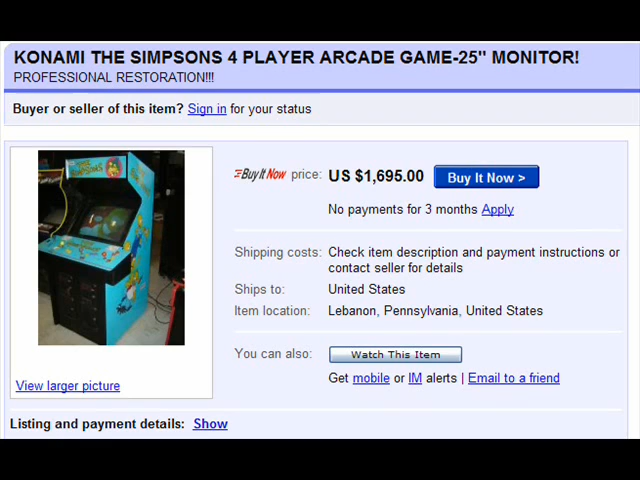 KONAMI THE SIMPSONS 4 PLAYER ARCADE GAME-25" MONITOR!
PROFESSIONAL RESTORATION!!!
Buyer or seller of this item? Sign in for your status
Buy It Now price: US $1,695.00 Buy It Now >
No payments for 3 months Apply
Shipping costs: Check item description and payment instructions or
contact seller for details
Ships to: United States
Item location: Lebanon, Pennsylvania, United States
You can also: Watch This Item
Get mobile or IM alerts | Email to a friend
View larger picture
Listing and payment details: Show